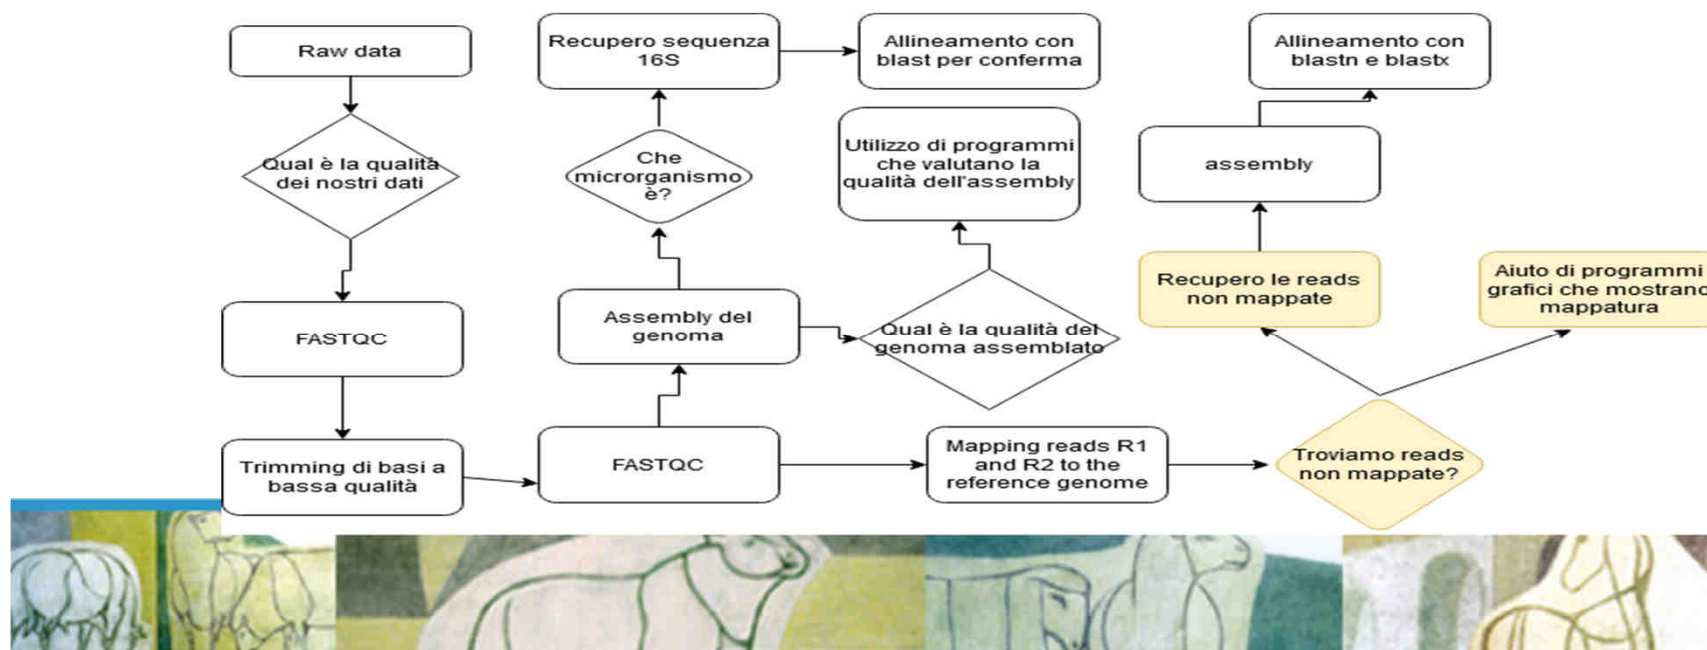 Raw data
Qual è la qualità
dei nostri dati
FASTQC
Trimming di basi a
bassa qualità
FASTQC
Assembly del
genoma
Che
microrganismo
è?
Recupero sequenza
16S
Allineamento con
blast per conferma
Qual è la qualità del
genoma assemblato
Utilizzo di programmi
che valutano la
qualità dell'assembly
Mapping reads R1
and R2 to the
reference genome
Troviamo reads
non mappate?
Recupero le reads
non mappate
assembly
Allineamento con
blastn e blastx
Aiuto di programmi
grafici che mostrano
mappatura